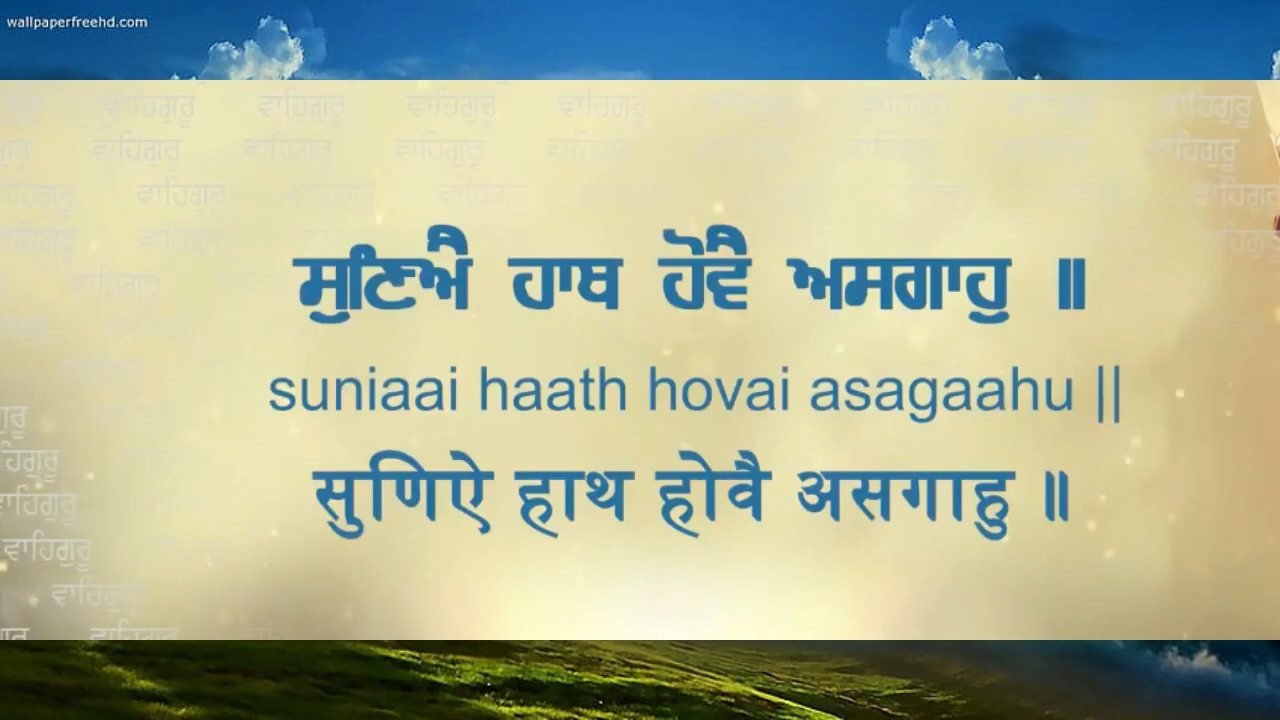 wallpaperfreehd.com
ਵਾਹਿਗੁਰੂ ਵਾਹਿਗੁਰੂ ਵਾਹਿਗੁਰੂ ਵਾਹਿਗੁਰੂ
ਵਾਹਿਗੁਰੂ ਵਾਹਿਗੁਰੂ ਵਾਹਿਗੁਰੂ
ਵਾਹਿਗੁਰੂ ਵਾਹਿਗੁਰੂ
ਸੁਣਿਐ ਹਾਥ ਹੋਵੈ ਅਸਗਾਹੁ ॥
suniaai haath hovai asagaahu ||
सुणिऐ हाथ होवै असगाहु ॥
ਵਾਹਿਗੁਰੂ
ਵਾਹਿਗੁਰੂ